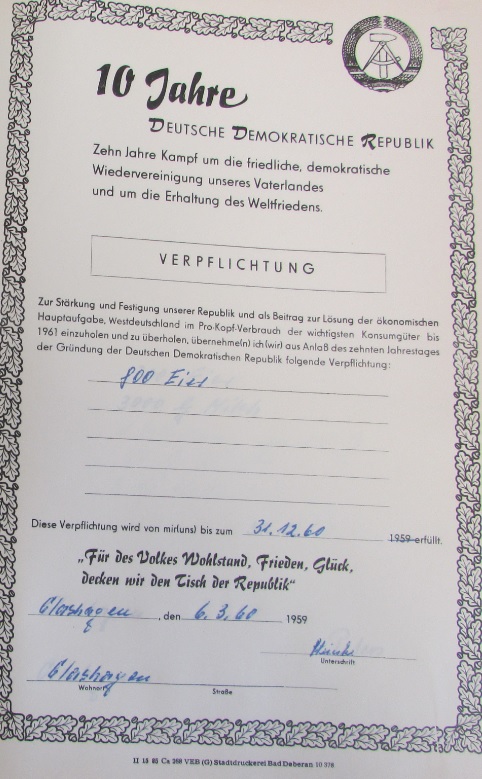 10 Jahre
DEUTSCHE DEMOKRATISCHE REPUBLIK
Zehn Jahre Kampf um die friedliche, demokratische
Wiedervereinigung unseres Vaterlandes
und um die Erhaltung des Weltfriedens.
VERPFLICHTUNG
Zur Stärkung und Festigung unserer Republik und als Beitrag zur Lösung der ökonomischen
Hauptaufgabe, Westdeutschland im Pro-Kopf-Verbrauch der wichtigsten Konsumgüter bis
1961 einzuholen und zu überholen, übernehme(n) ich(wir) aus Anlaß des zehnten Jahrestages
der Gründung der Deutschen Demokratischen Republik folgende Verpflichtung:
800 Eier
Diese Verpflichtung wird von mir(uns) bis zum 31.12.60 1959 erfüllt.
„Für des Volkes Wohlstand, Frieden, Glück,
decken wir den Tisch der Republik“
Glashagen, den 6.3.60 1959
Unterschrift
Glashagen
Wohnort Straße
II 15 85 Ca 269 VEB (G) Stadtdruckerei Bad Doberan 10 378